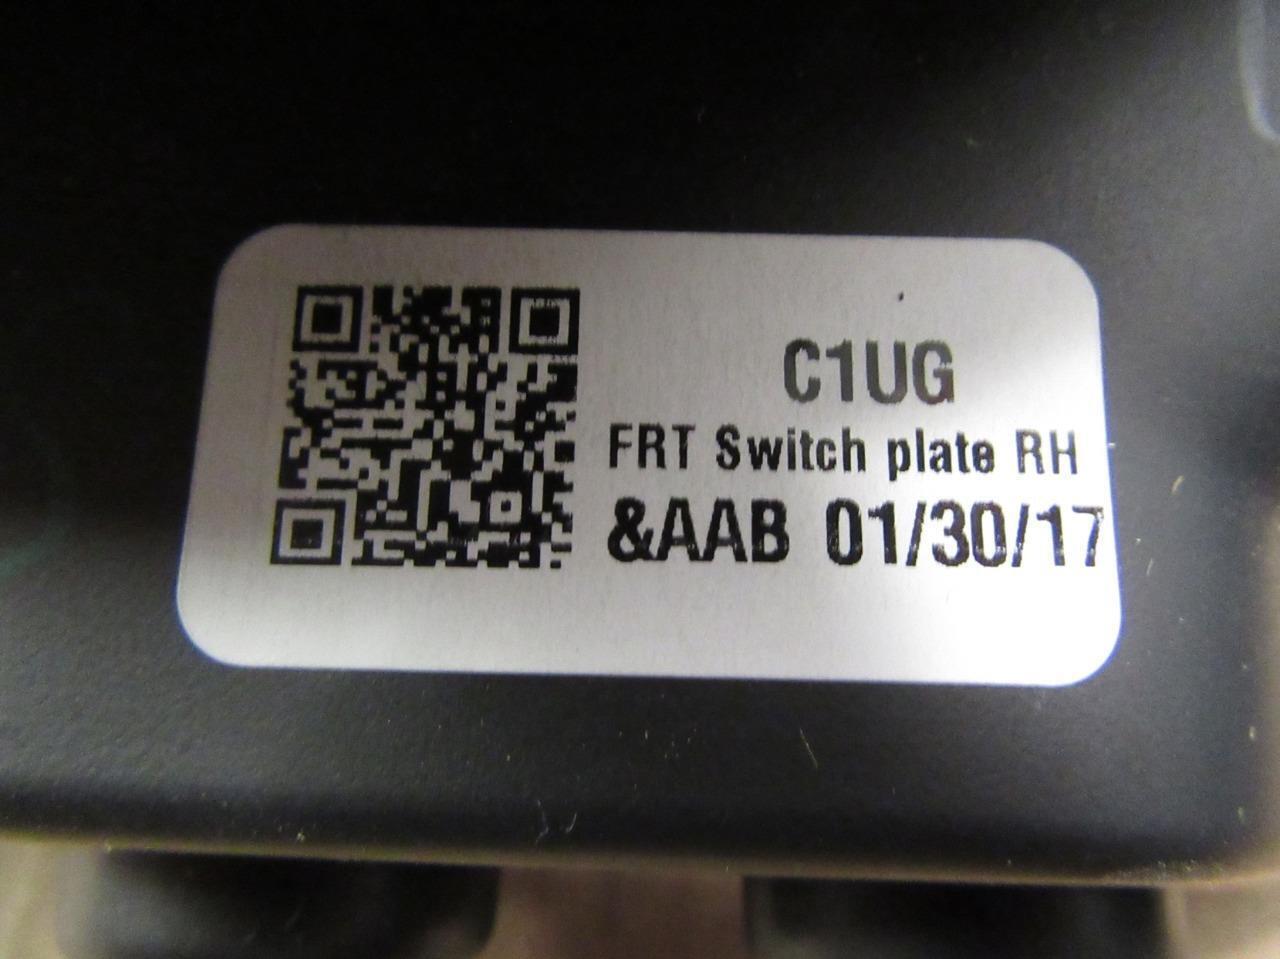 C1UG
FRT Switch plate RH
&AAB 01/30/17